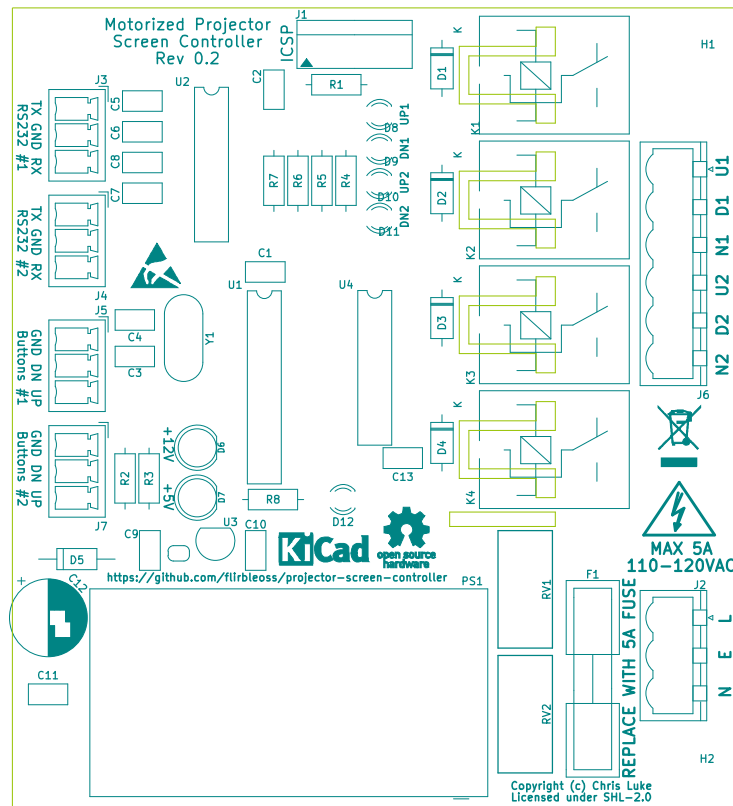 Motorized Projector
Screen Controller
Rev 0.2
J1
ICSP
H1
K
D1
K1
U2
C2
R1
J3
TX GND RX
RS232 #1
C5
C6
C8
C7
UP1
D8
DN1
D9
UP2
D10
DN2
D11
R7
R6
R5
R4
K
D2
K2
U1
D1
N1
U2
D2
N2
J6
TX GND RX
RS232 #2
J4
C1
U1
U4
K
D3
K3
J5
GND DN UP
Buttons #1
C4
C3
Y1
K
D4
K4
J7
GND DN UP
Buttons #2
R2
R3
+12V
D6
+5V
D7
R8
C13
D12
MAX 5A
110-120VAC
U3
C9
C10
KiCad
open source
hardware
D5
https://github.com/flirbleoss/projector-screen-controller
+
C12
PS1
RV1
RV2
F1
REPLACE WITH 5A FUSE
J2
L
E
N
C11
H2
Copyright (c) Chris Luke
Licensed under SHL-2.0